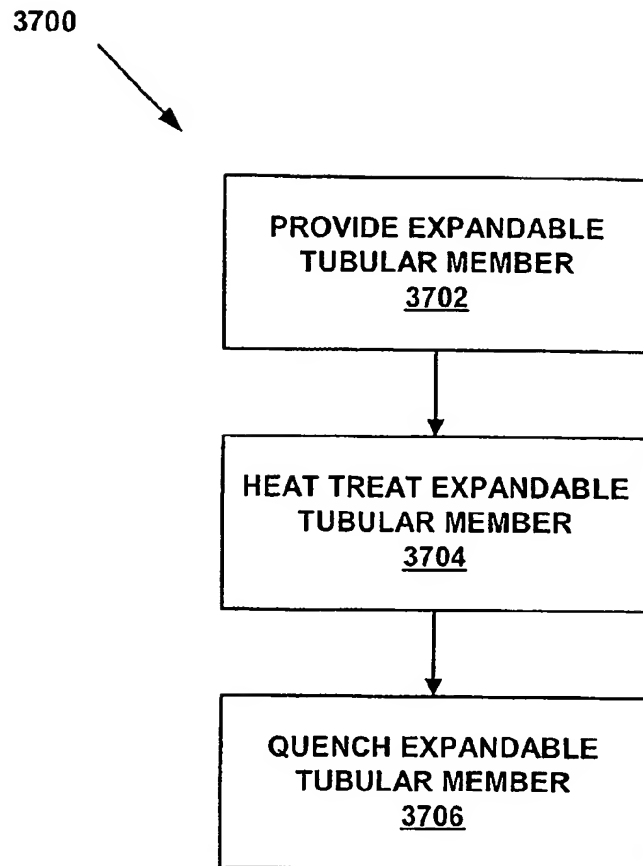 3700
PROVIDE EXPANDABLE
TUBULAR MEMBER
3702
HEAT TREAT EXPANDABLE
TUBULAR MEMBER
3704
QUENCH EXPANDABLE
TUBULAR MEMBER
3706